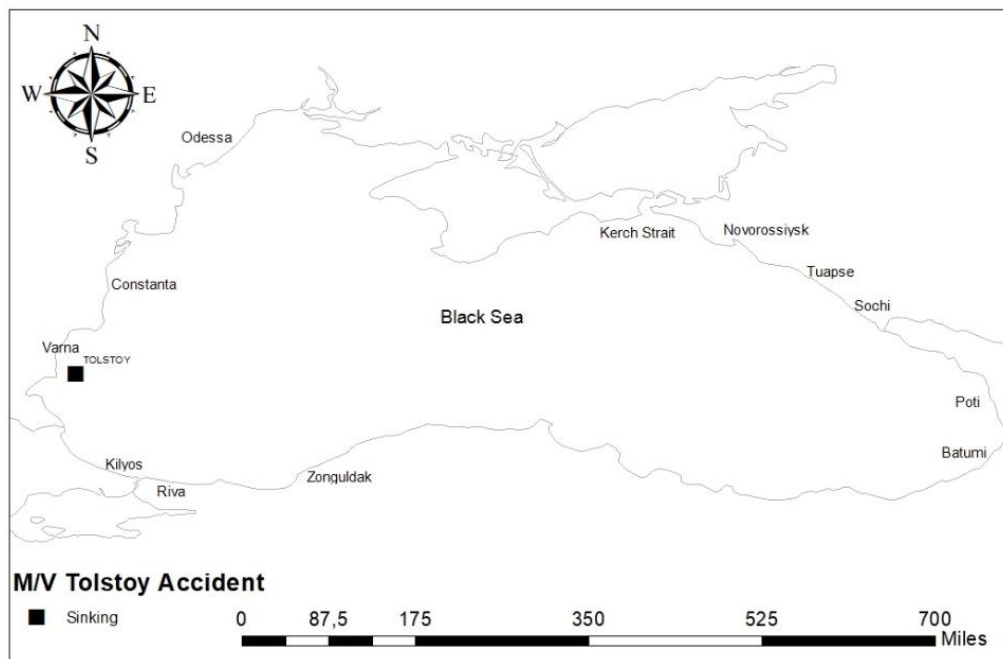 N
W E
S
Odessa
Kerch Strait
Novorossiysk
Tuapse
Constanta
Sochi
Black Sea
Varna
TOLSTOY
Poti
Batumi
Kilyos
Riva
Zonguldak
M/V Tolstoy Accident
Sinking
0 87,5 175 350 525 700
Miles